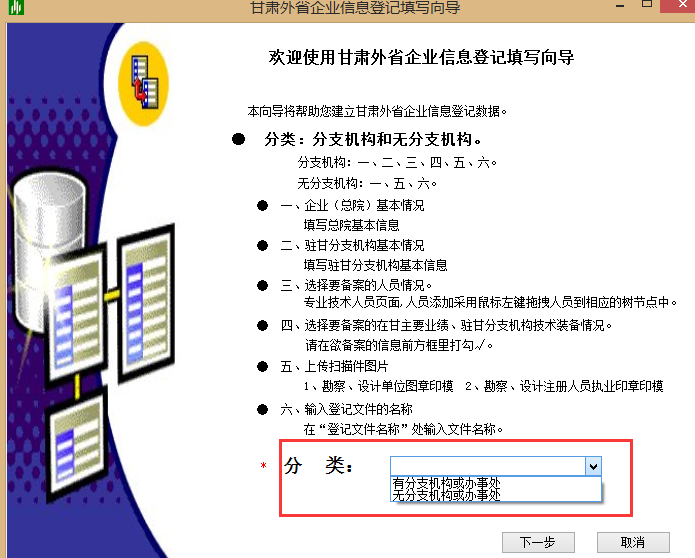 甘肃外省企业信息登记填写向导
欢迎使用甘肃外省企业信息登记填写向导
本向导将帮助您建立甘肃外省企业信息登记数据。
● 分类：分支机构和无分支机构。
分支机构：一、二、三、四、五、六。
无分支机构：一、五、六。
● 一、企业（总院）基本情况
填写总院基本信息
● 二、驻甘分支机构基本情况
填写驻甘分支机构基本信息
● 三、选择要备案的人员情况。
专业技术人员页面,人员添加采用鼠标左键拖拽人员到相应的树节点中。
● 四、选择要备案的在甘主要业绩、驻甘分支机构技术装备情况。
请在欲备案的信息前方框里打勾√。
● 五、上传扫描件图片
1、勘察、设计单位图章印模 2、勘察、设计注册人员执业印章印模
● 六、输入登记文件的名称
在“登记文件名称”处输入文件名称。
* 分 类：
有分支机构或办事处
无分支机构或办事处
下一步 取消